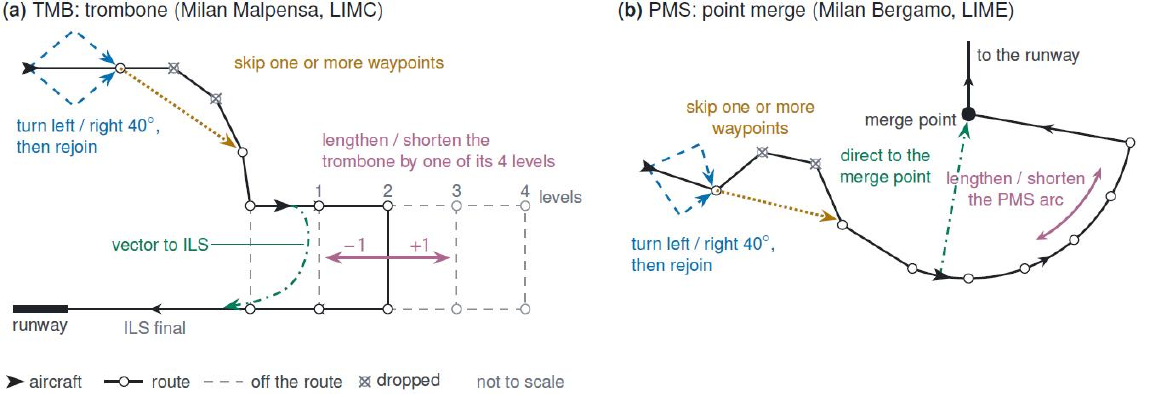 (a) TMB: trombone (Milan Malpensa, LIMC)
skip one or more waypoints
turn left / right 40°,
then rejoin
lengthen / shorten the
trombone by one of its 4 levels
1 2 3 4 levels
vector to ILS
−1 +1
runway
ILS final
(b) PMS: point merge (Milan Bergamo, LIME)
to the runway
skip one or more
waypoints
merge point
direct to the
merge point
lengthen / shorten
the PMS arc
turn left / right 40°,
then rejoin
aircraft route off the route dropped not to scale